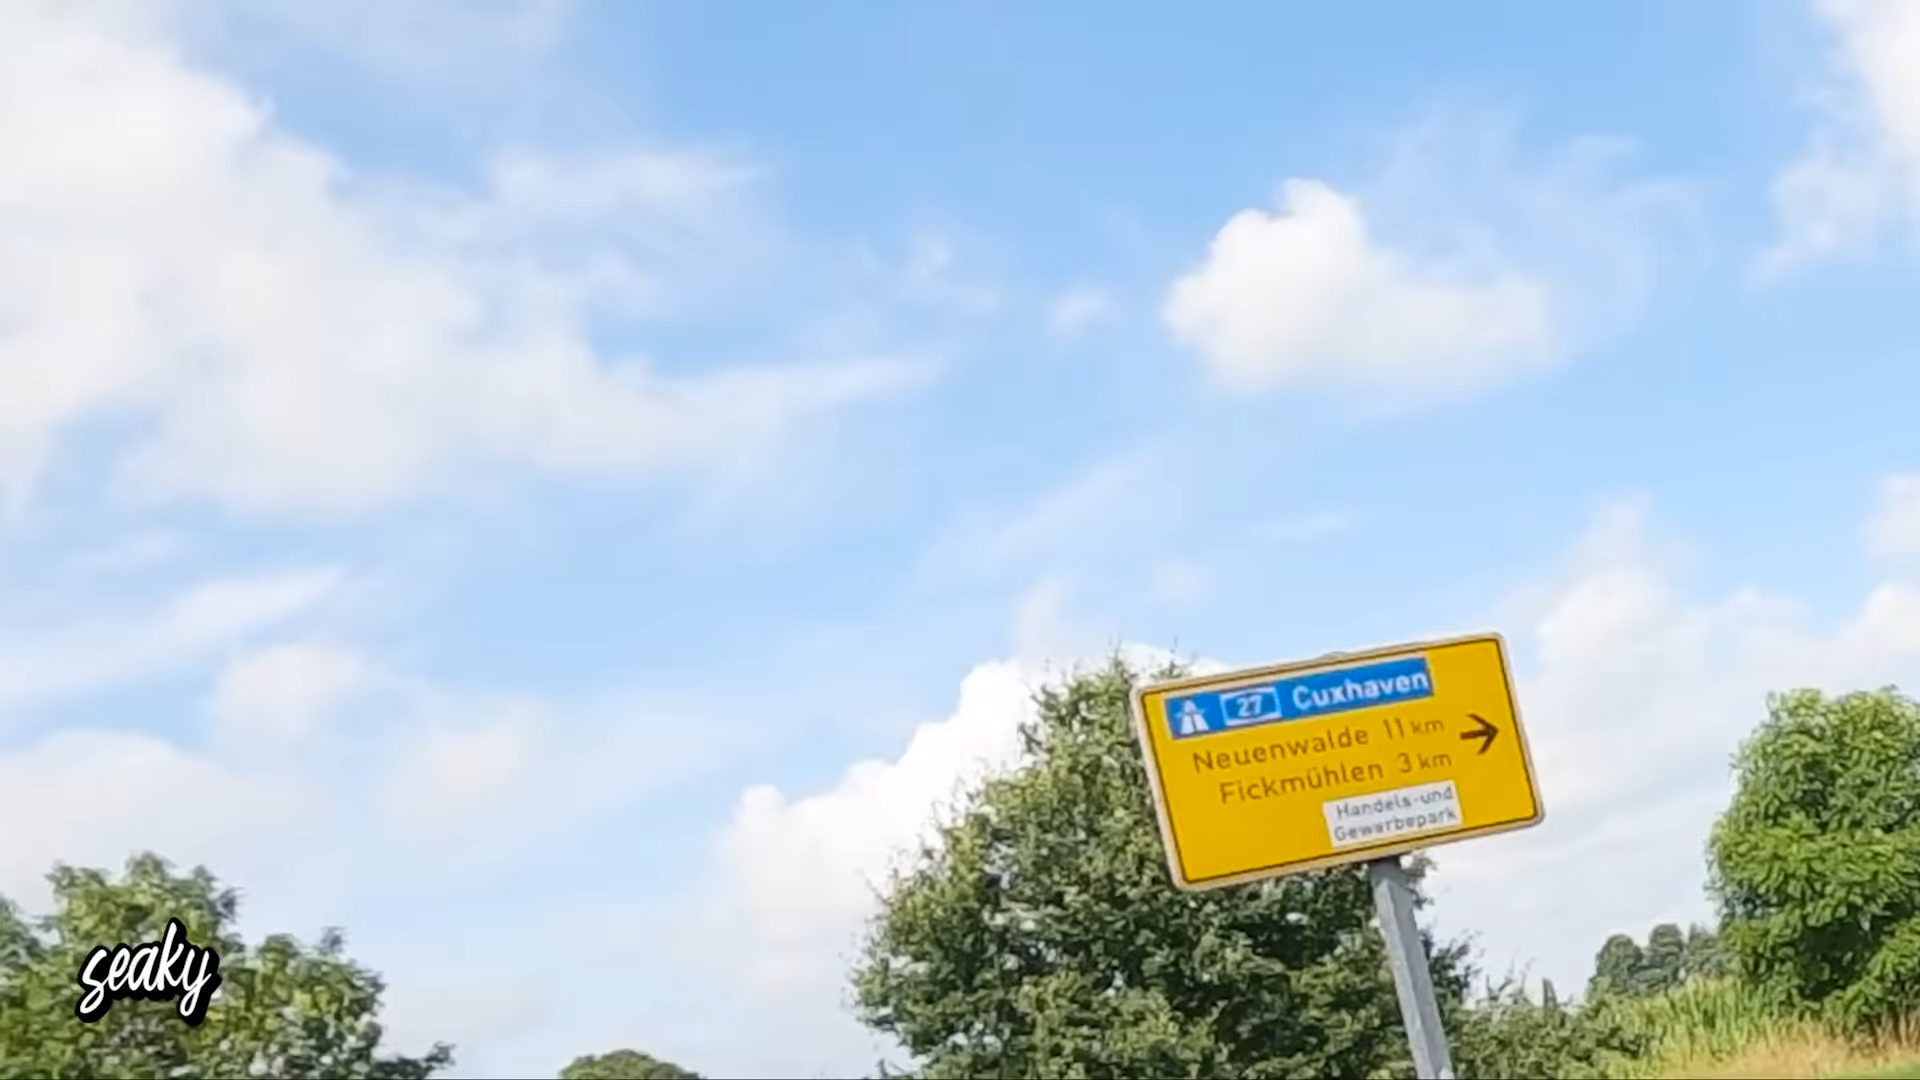 27 Cuxhaven
Neuenwalde 11 km
Fickmühlen 3 km
Handels-und
Gewerbepark
seaky